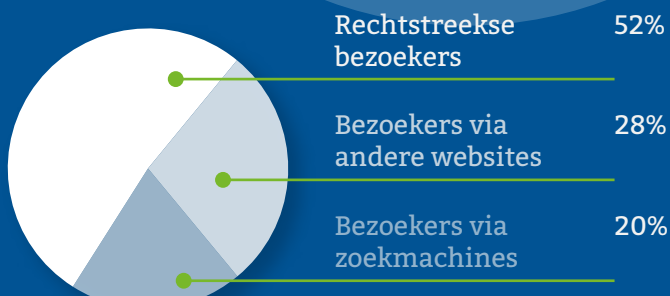 Rechtstreekse 52%
bezoekers
Bezoekers via 28%
andere websites
Bezoekers via 20%
zoekmachines